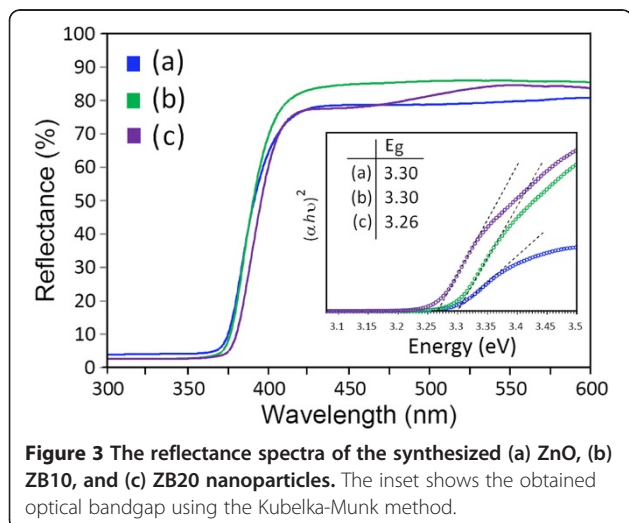 100
90
80
70
60
50
40
30
20
10
0
Reflectance (%)
(a)
(b)
(c)
Eg
(a) 3.30
(b) 3.30
(c) 3.26
(αhυ)²
3.1 3.15 3.2 3.25 3.3 3.35 3.4 3.45 3.5
Energy (eV)
300 350 400 450 500 550 600
Wavelength (nm)
Figure 3 The reflectance spectra of the synthesized (a) ZnO, (b)
ZB10, and (c) ZB20 nanoparticles. The inset shows the obtained
optical bandgap using the Kubelka-Munk method.